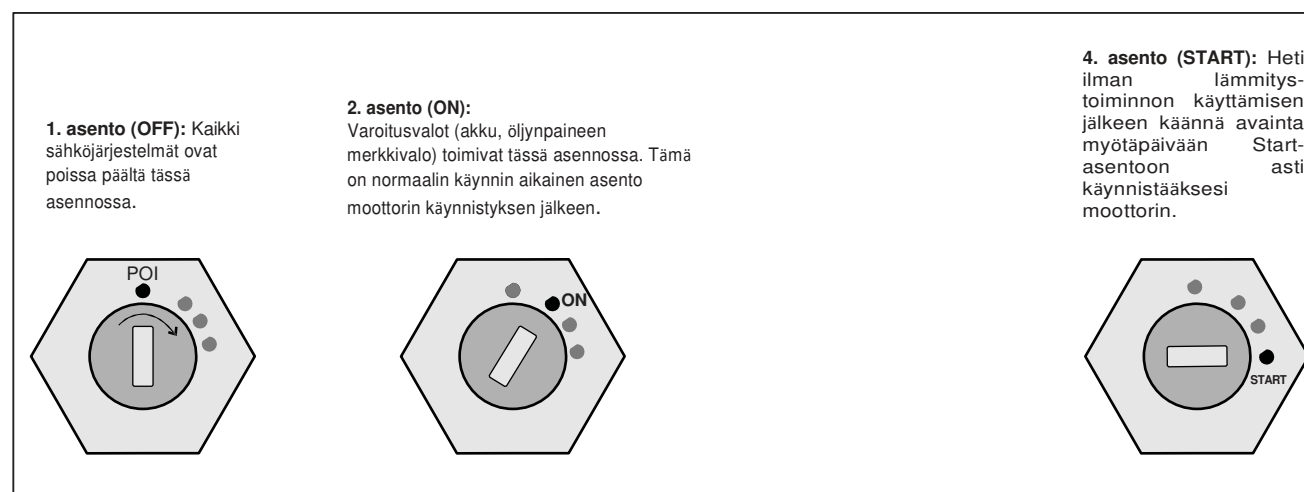 1. asento (OFF): Kaikki
sähköjärjestelmät ovat
poissa päältä tässä
asennossa.
2. asento (ON):
Varoitusvalot (akku, öljynpaineen
merkkivalo) toimivat tässä asennossa. Tämä
on normaalin käynnin aikainen asento
moottorin käynnistyksen jälkeen.
4. asento (START): Heti
ilman lämmitys-
toiminnon käyttämisen
jälkeen käännä avainta
myötäpäivään Start-
asentoon asti
käynnistääksesi
moottorin.
POI
ON
START